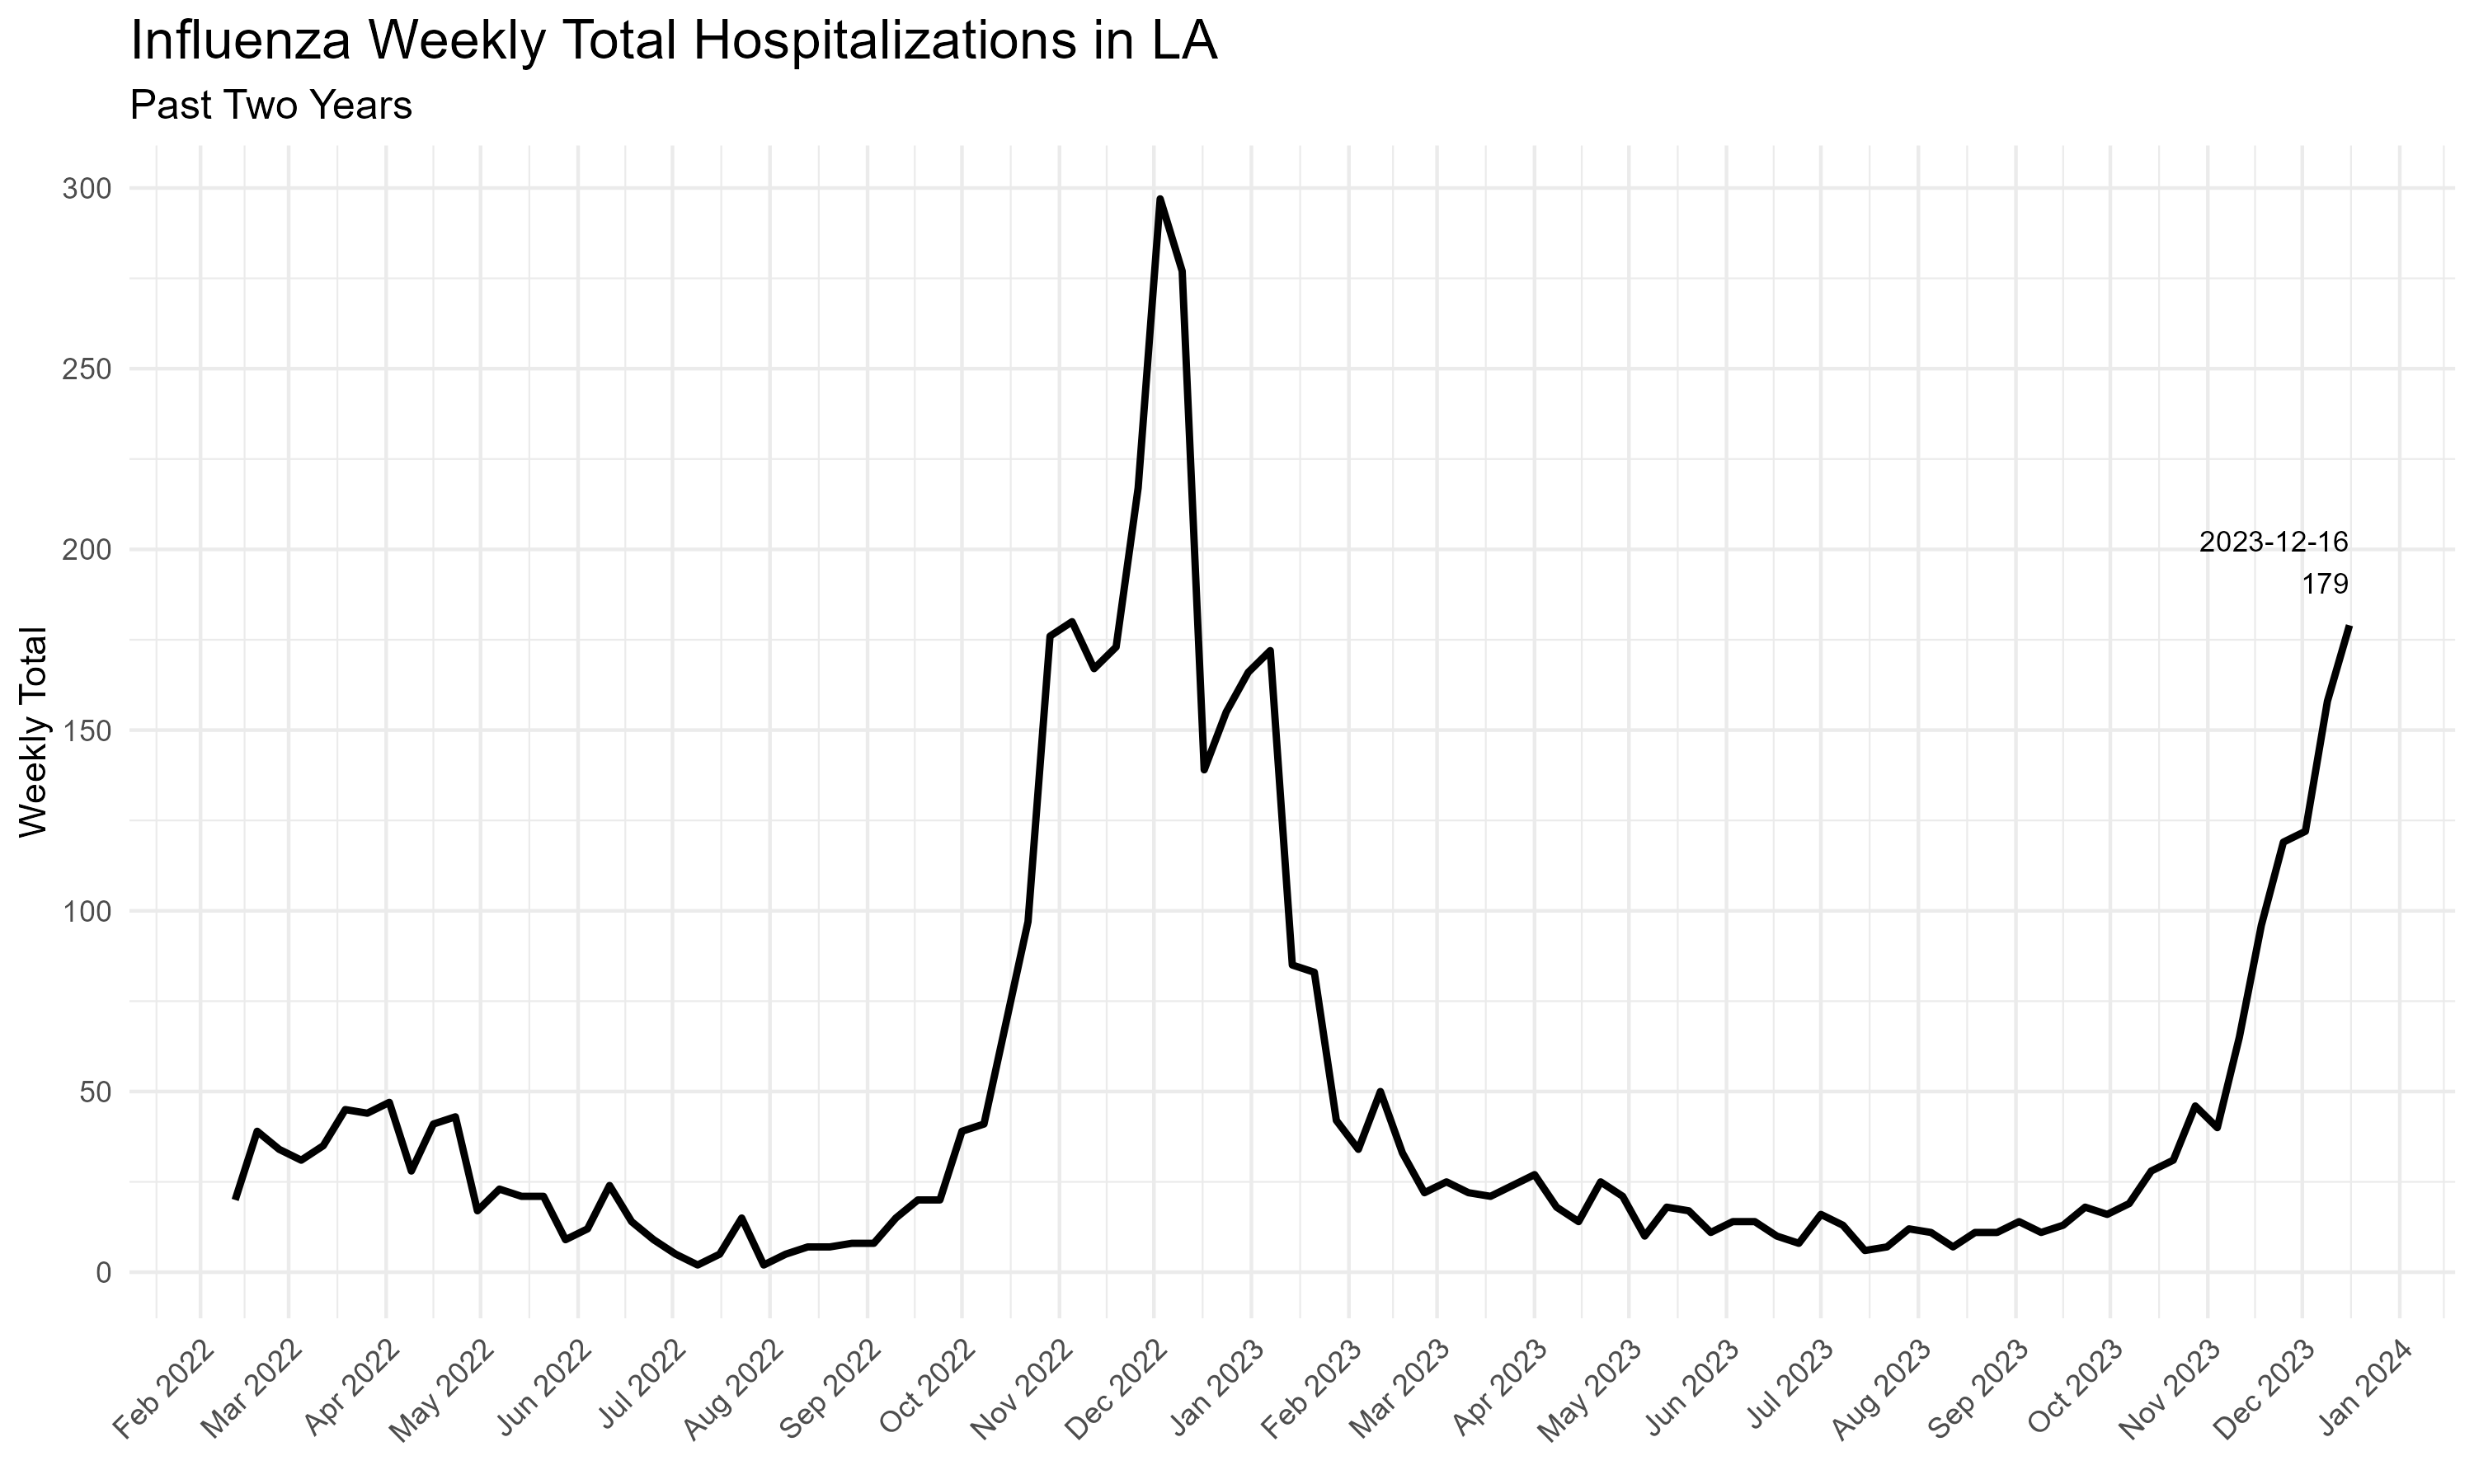 Influenza Weekly Total Hospitalizations in LA
Past Two Years
300
250
200
150
100
50
0
Weekly Total
2023-12-16
179
Feb 2022
Mar 2022
Apr 2022
May 2022
Jun 2022
Jul 2022
Aug 2022
Sep 2022
Oct 2022
Nov 2022
Dec 2022
Jan 2023
Feb 2023
Mar 2023
Apr 2023
May 2023
Jun 2023
Jul 2023
Aug 2023
Sep 2023
Oct 2023
Nov 2023
Dec 2023
Jan 2024